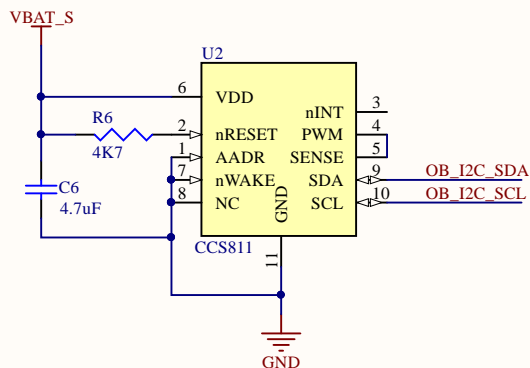 VBAT_S
U2
6 VDD
nINT 3
R6
2 nRESET
PWM 4
4K7
1 AADR
SENSE 5
7 nWAKE
SDA 9 OB_I2C_SDA
8 NC
SCL 10 OB_I2C_SCL
C6
4.7uF
GND
CCS811
11
GND